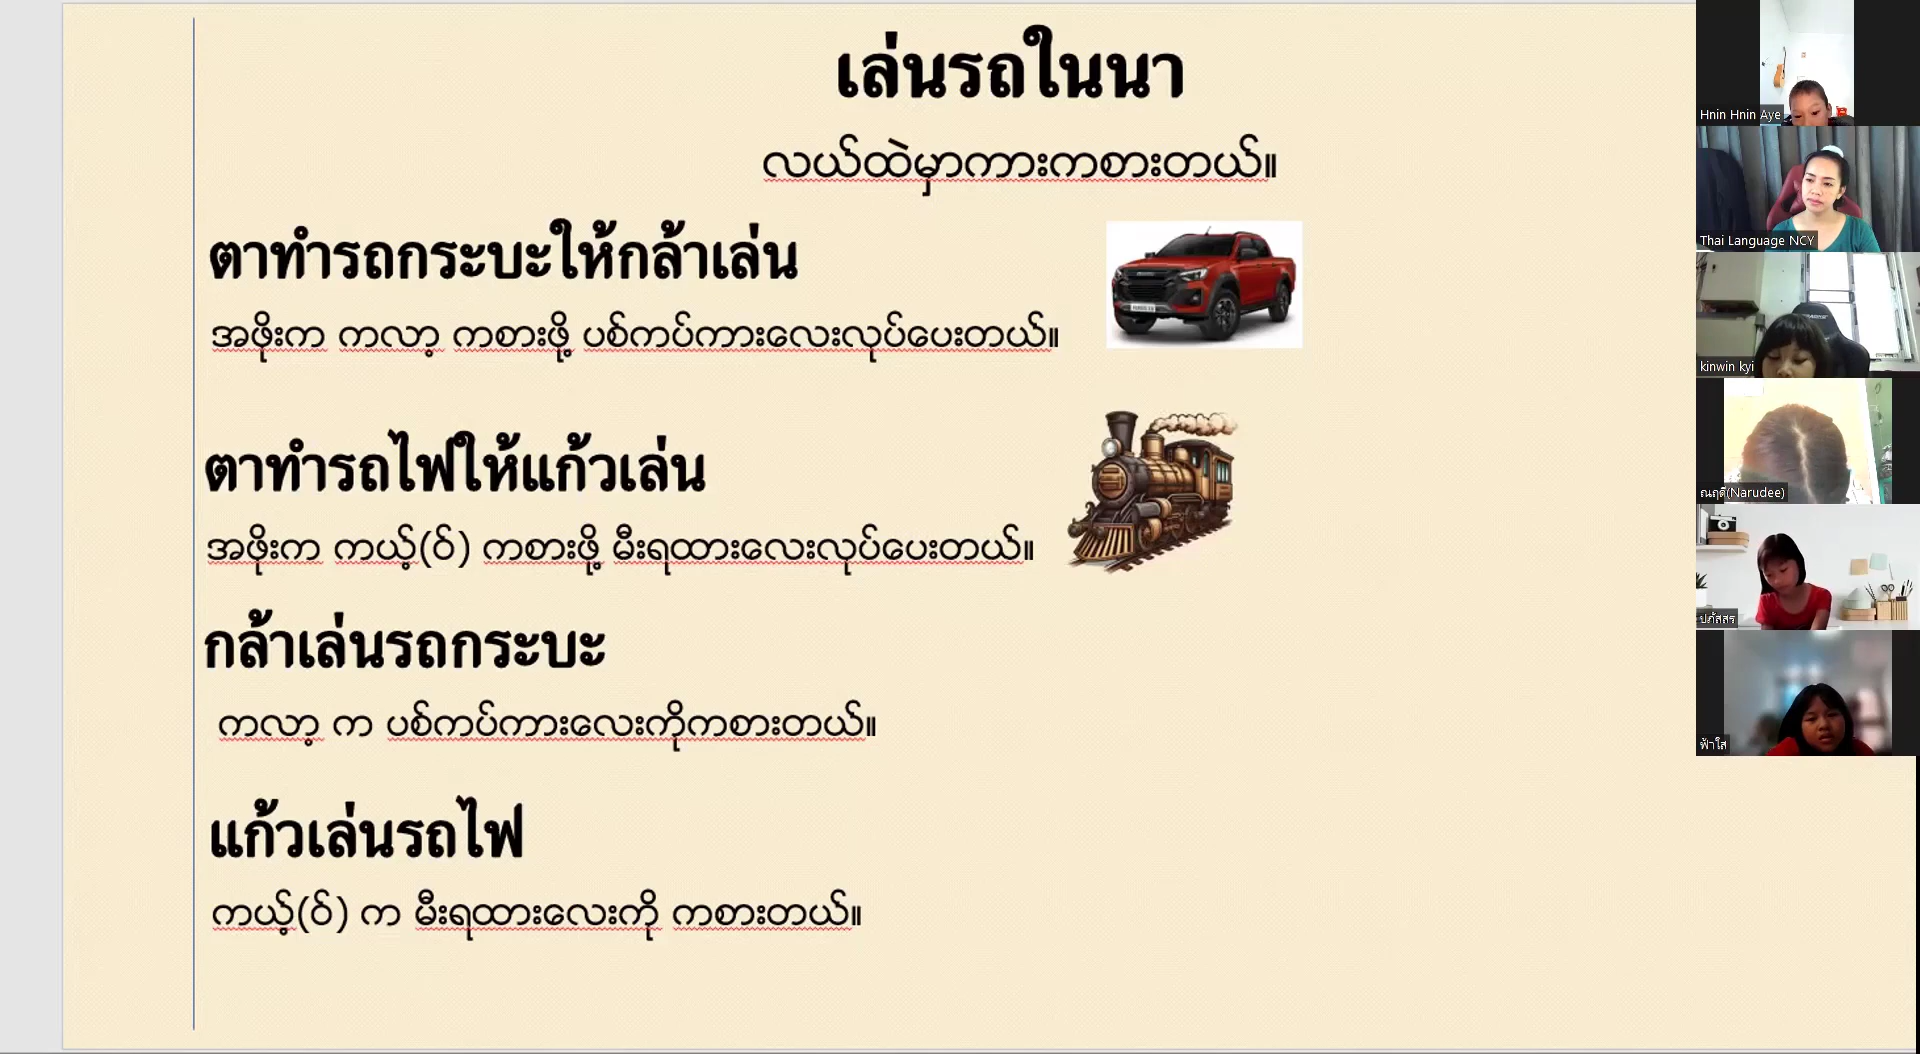 เล่นรถในนา
လယ်ထဲမှာကားကစားတယ်။
ตาทำรถกระบะให้กล้าเล่น
အဖိုးက ကလာ့ ကစားဖို့ ပစ်ကပ်ကားလေးလုပ်ပေးတယ်။
ตาทำรถไฟให้แก้วเล่น
အဖိုးက ကယ့်(ဝ်) ကစားဖို့ မီးရထားလေးလုပ်ပေးတယ်။
กล้าเล่นรถกระบะ
ကလာ့ က ပစ်ကပ်ကားလေးကိုကစားတယ်။
แก้วเล่นรถไฟ
ကယ့်(ဝ်) က မီးရထားလေးကို ကစားတယ်။
Hnin Hnin Aye
Thai Language NCY
kinwin kyi
ณฤดี(Narudee)
ปภัสสร
ฟ้าใส